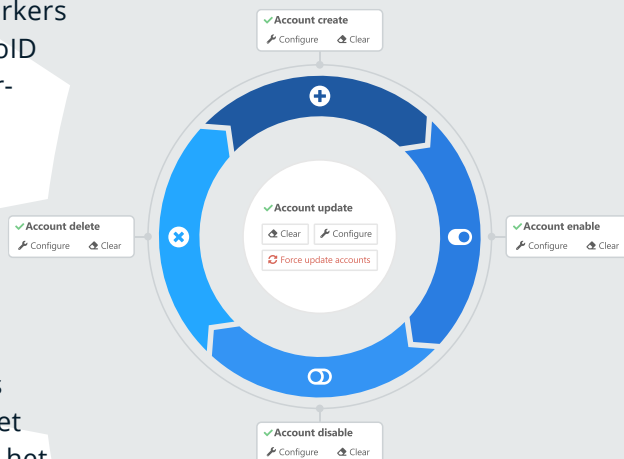 rkers
oID
r-
Account create
Configure Clear
Account update
Clear Configure
Force update accounts
Account delete
Configure Clear
Account enable
Configure Clear
s
et
het
Account disable
Configure Clear